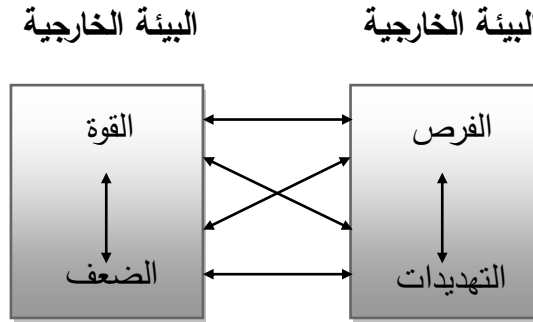 لبيئة الخارجية
البيئة الخارجية
الفرص
القوة
التهديدات
الضعف